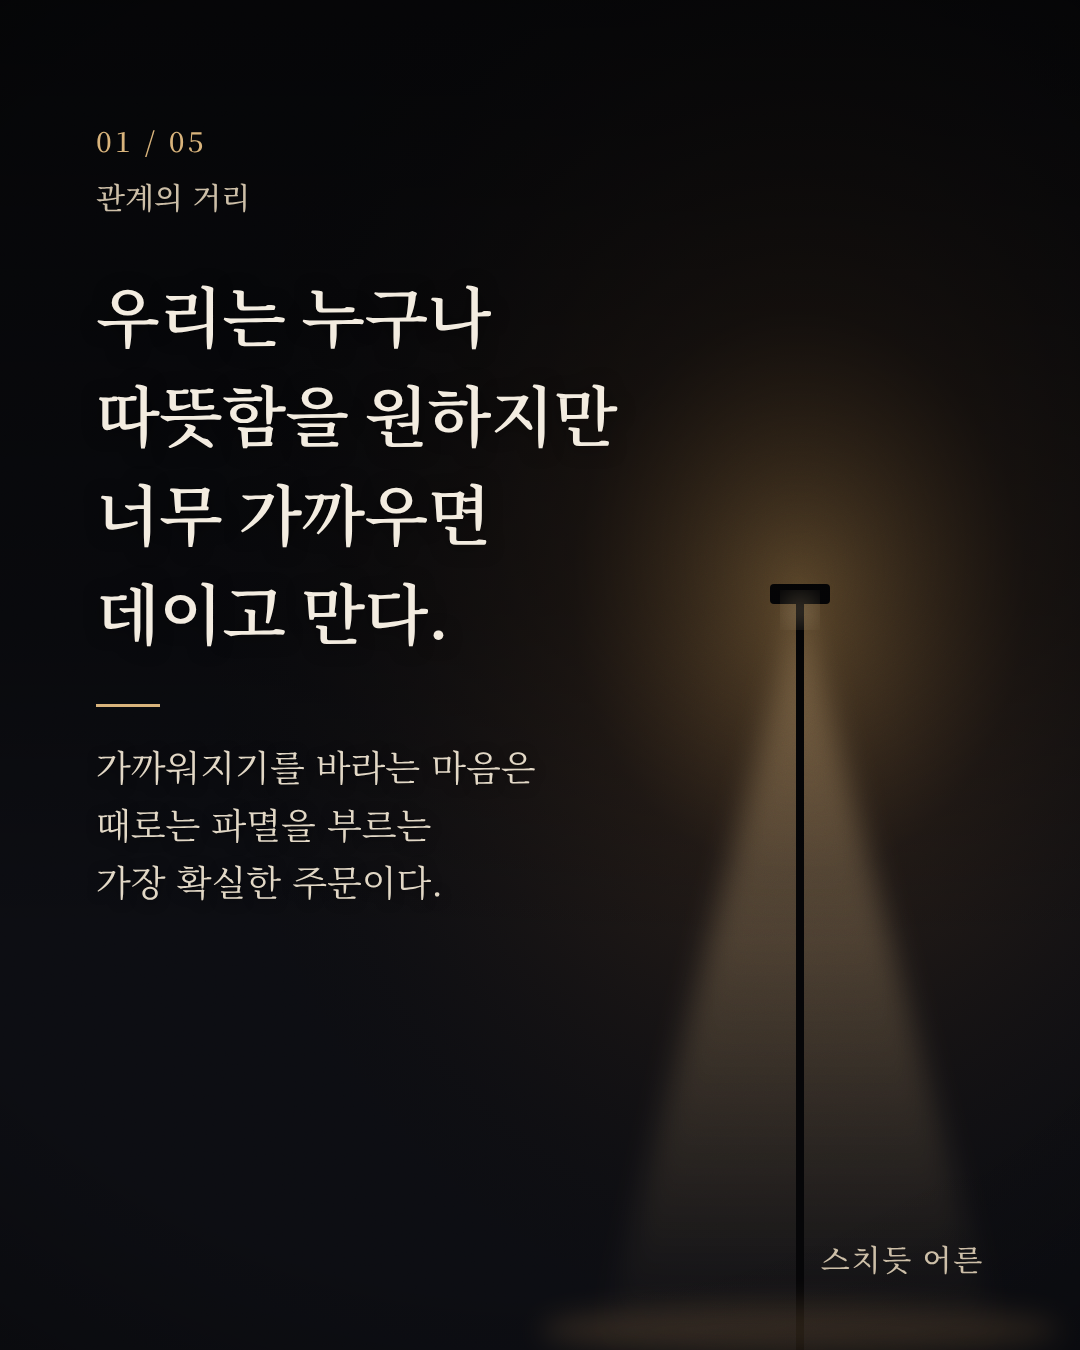 01 / 05
관계의 거리
우리는 누구나
따뜻함을 원하지만
너무 가까우면
데이고 만다.
가까워지기를 바라는 마음은
때로는 파멸을 부르는
가장 확실한 주문이다.
스치듯 어른